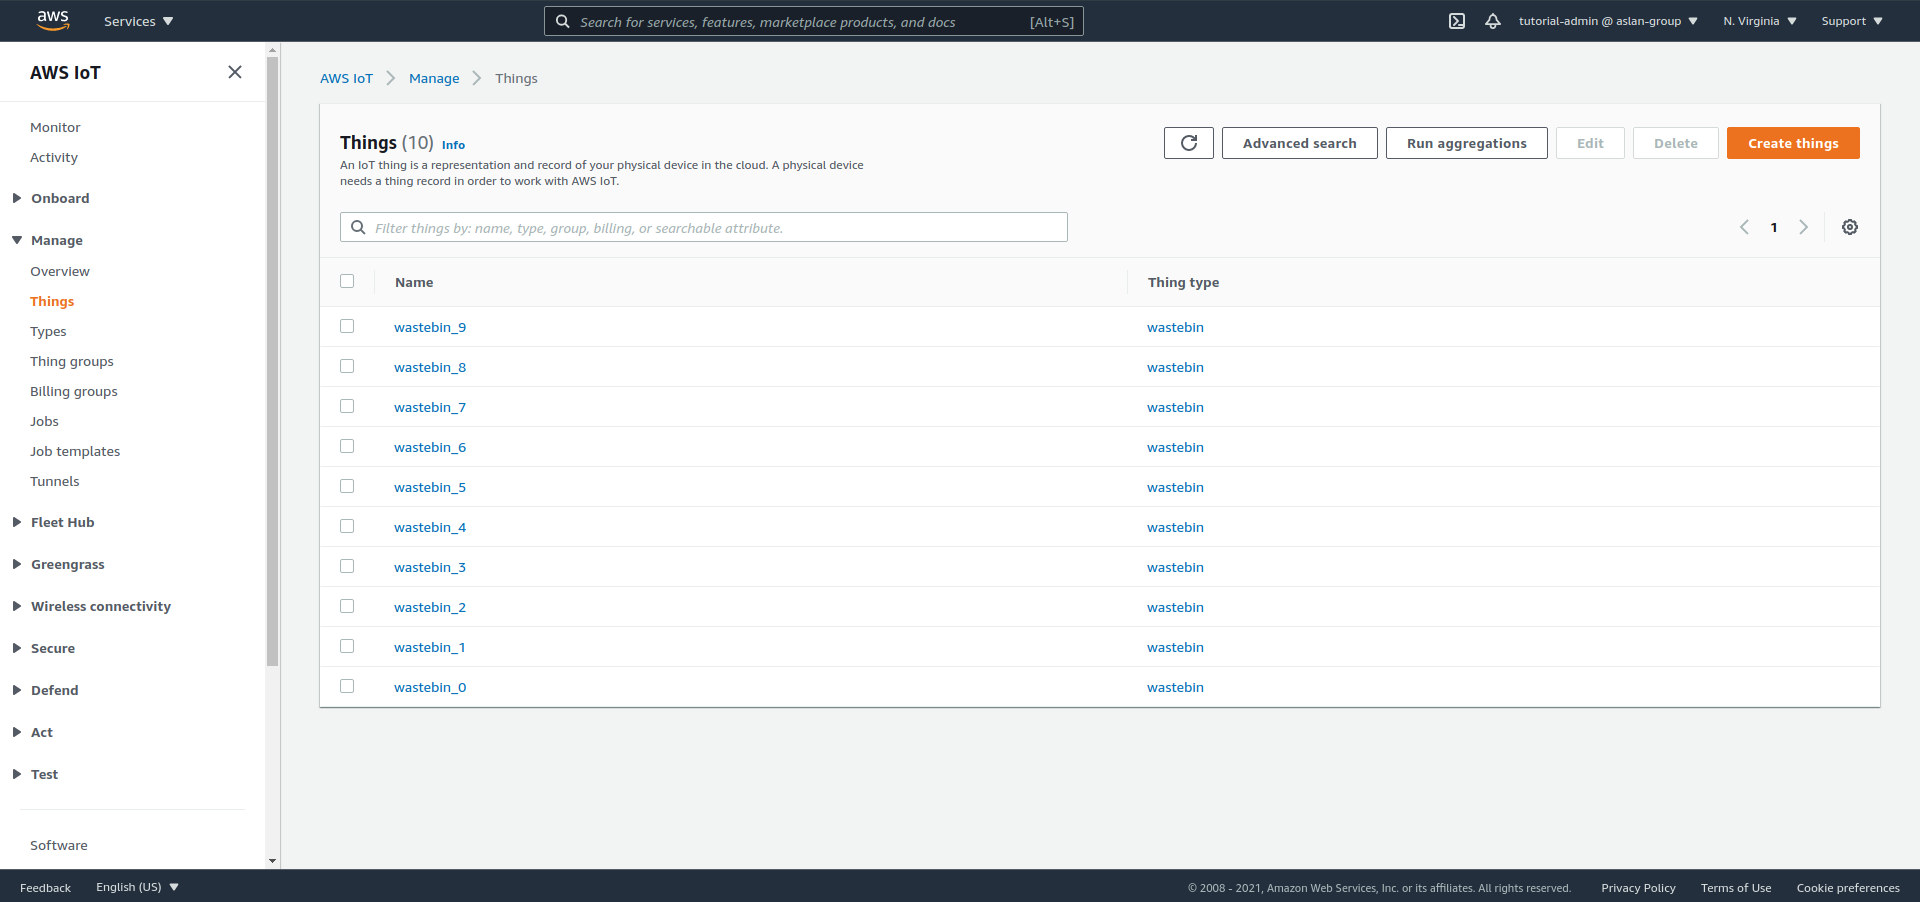 aws
Services
Search for services, features, marketplace products, and docs
[Alt+S]
tutorial-admin @ aslan-group
N. Virginia
Support
AWS IoT
Monitor
Activity
Onboard
Manage
Overview
Things
Types
Thing groups
Billing groups
Jobs
Job templates
Tunnels
Fleet Hub
Greengrass
Wireless connectivity
Secure
Defend
Act
Test
Software
AWS IoT
Manage
Things
Things (10) Info
An IoT thing is a representation and record of your physical device in the cloud. A physical device
needs a thing record in order to work with AWS IoT.
Advanced search
Run aggregations
Edit
Delete
Create things
Filter things by: name, type, group, billing, or searchable attribute.
1
Name Thing type
wastebin_9 wastebin
wastebin_8 wastebin
wastebin_7 wastebin
wastebin_6 wastebin
wastebin_5 wastebin
wastebin_4 wastebin
wastebin_3 wastebin
wastebin_2 wastebin
wastebin_1 wastebin
wastebin_0 wastebin
Feedback
English (US)
© 2008 - 2021, Amazon Web Services, Inc. or its affiliates. All rights reserved.
Privacy Policy
Terms of Use
Cookie preferences